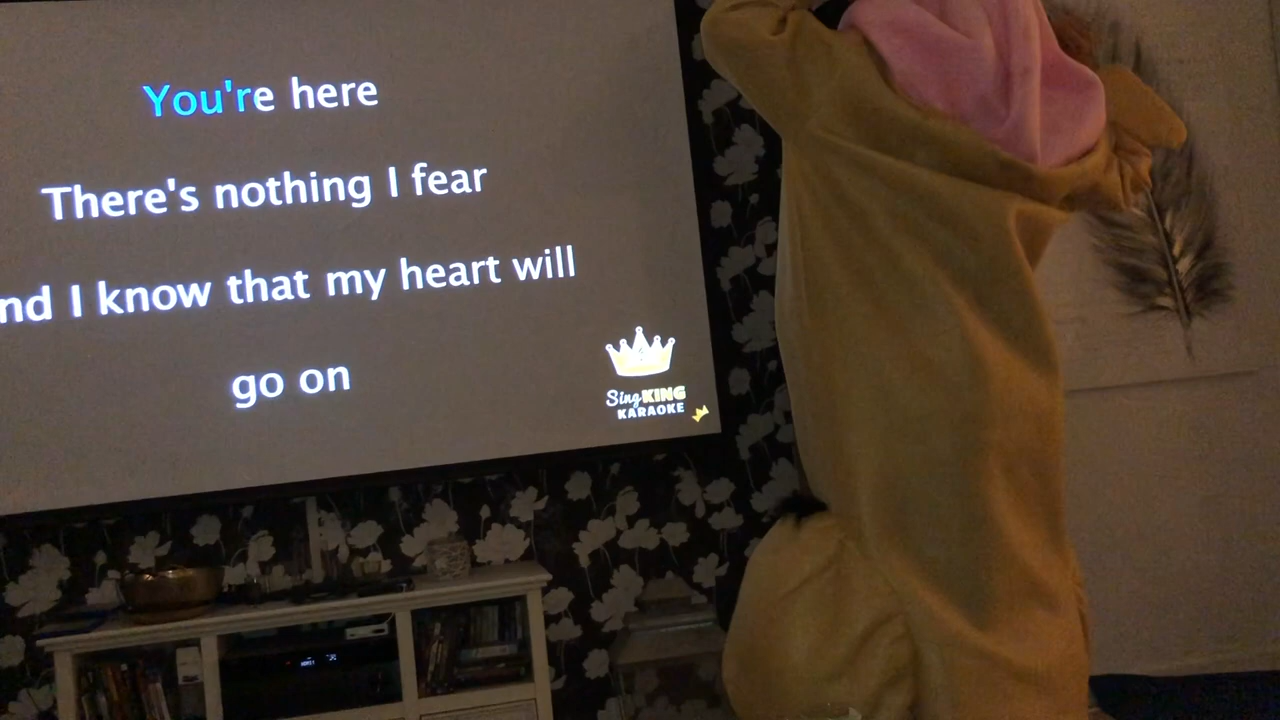 You're here
There's nothing I fear
nd I know that my heart will
go on
Sing KING
KARAOKE